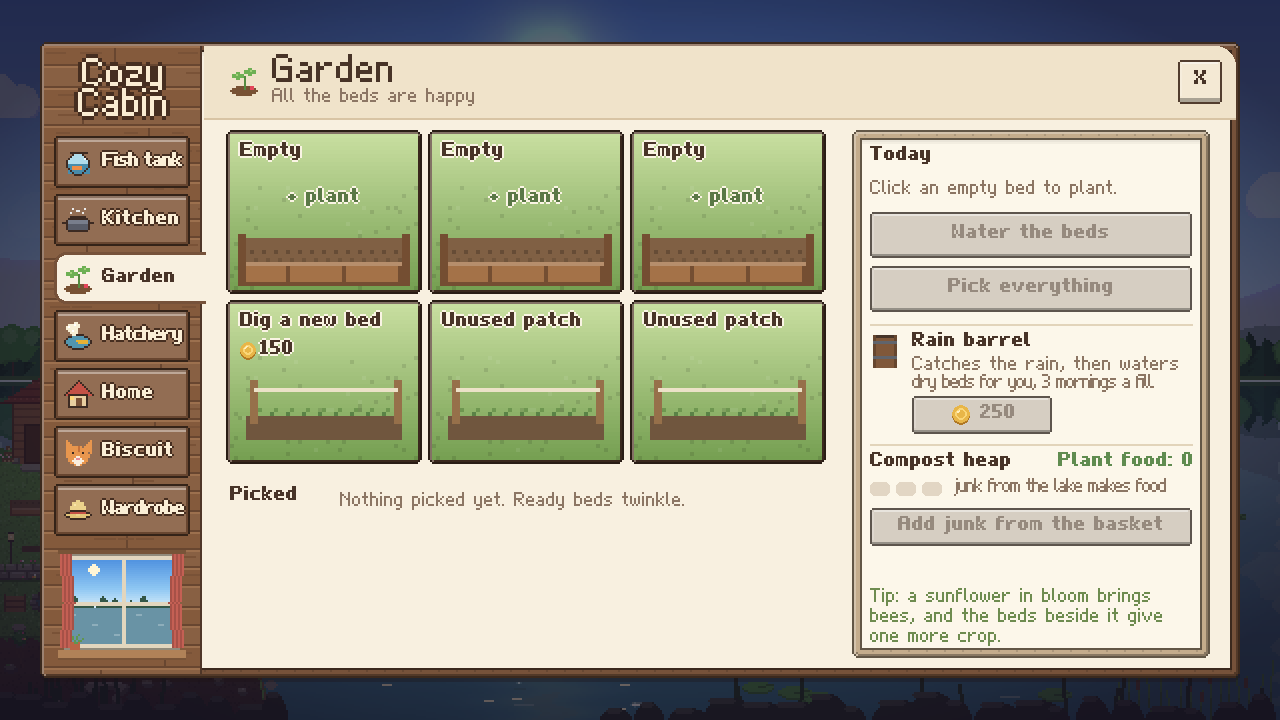 Cozy
Cabin
Fish tank
Kitchen
Garden
Hatchery
Home
Biscuit
Wardrobe
Garden
All the beds are happy
X
Empty
+ plant
Empty
+ plant
Empty
+ plant
Dig a new bed
150
Unused patch
Unused patch
Picked
Nothing picked yet. Ready beds twinkle.
Today
Click an empty bed to plant.
Water the beds
Pick everything
Rain barrel
Catches the rain, then waters
dry beds for you, 3 mornings a fill.
250
Compost heap
Plant food: 0
junk from the lake makes food
Add junk from the basket
Tip: a sunflower in bloom brings
bees, and the beds beside it give
one more crop.